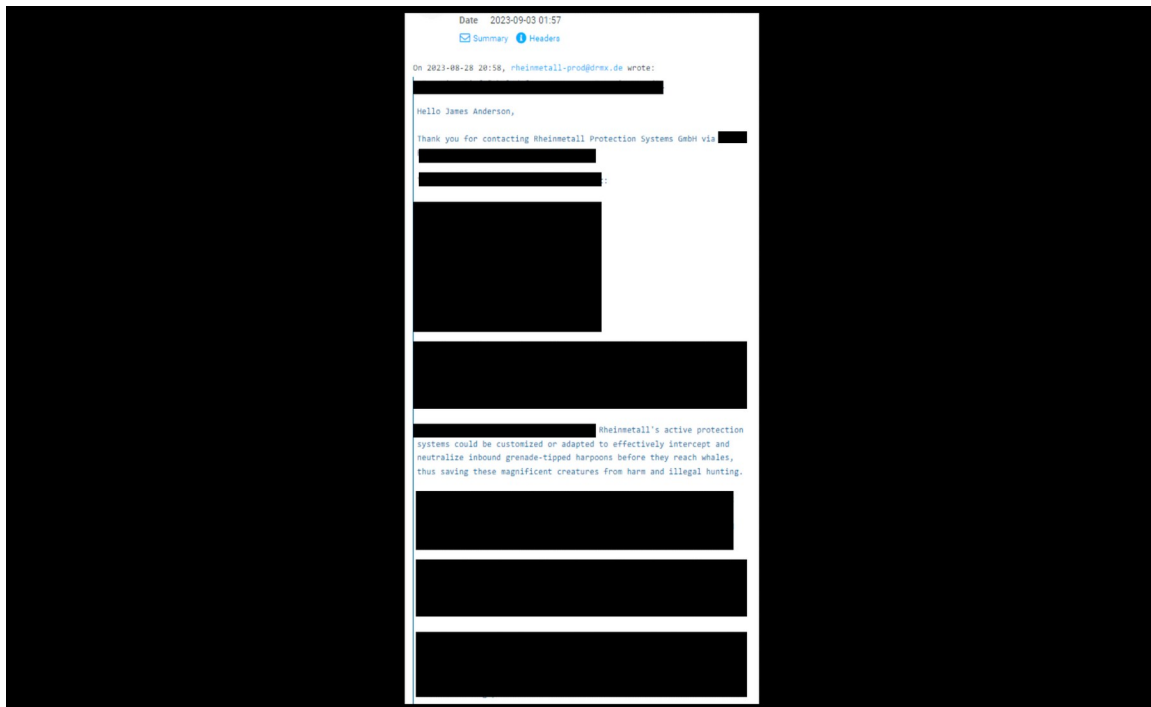 Date 2023-09-03 01:57
Summary Headers
On 2023-08-28 20:58, rheinmetall-prod@drmx.de wrote:
Hello James Anderson,
Thank you for contacting Rheinmetall Protection Systems GmbH via
:
Rheinmetall's active protection
systems could be customized or adapted to effectively intercept and
neutralize inbound grenade-tipped harpoons before they reach whales,
thus saving these magnificent creatures from harm and illegal hunting.